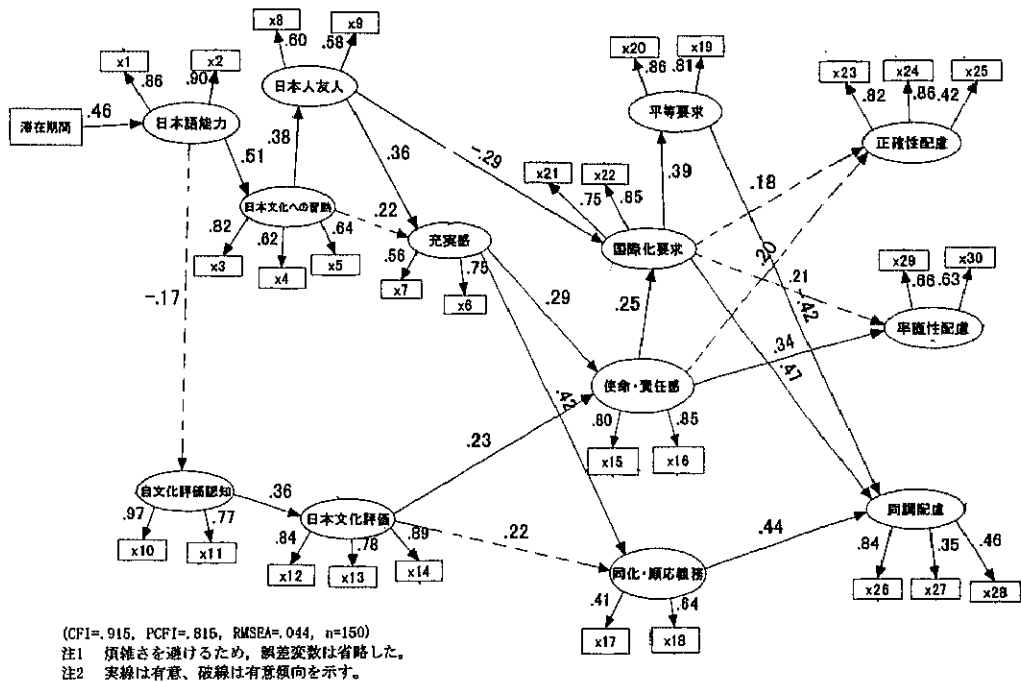 x8
x9
.60
.58
x1
x2
.86
.90
日本人友人
滞在期間
.46
日本語能力
.38
.51
.36
-.29
日本文化への習熟
.22
.82
.62
.64
x3
x4
x5
充実感
.56
.75
x7
x6
-.17
.29
.42
x20
x19
.86
.81
平等要求
.39
x21
x22
.75
.85
国際化要求
.25
x23
x24
x25
.82
.86
.42
正確性配慮
.18
.20
.21
x29
x30
.66
.63
率直性配慮
.34
.47
使命・責任感
.80
.85
x15
x16
.23
自文化評価認知
.36
.97
.77
x10
x11
日本文化評価
.84
.78
.89
x12
x13
x14
.22
同化・順応義務
.41
.64
x17
x18
.44
同調配慮
.84
.35
.46
x26
x27
x28
(CFI=.915, PCFI=.815, RMSEA=.044, n=150)
注1 煩雑さを避けるため,誤差変数は省略した。
注2 実線は有意、破線は有意傾向を示す。